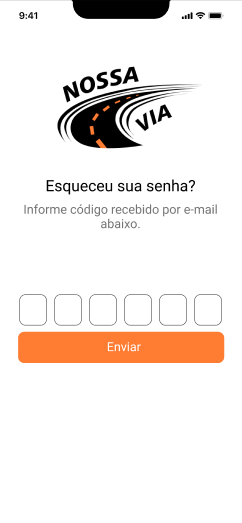 9:41
NOSSA
VIA
Esqueceu sua senha?
Informe código recebido por e-mail
abaixo.
Enviar